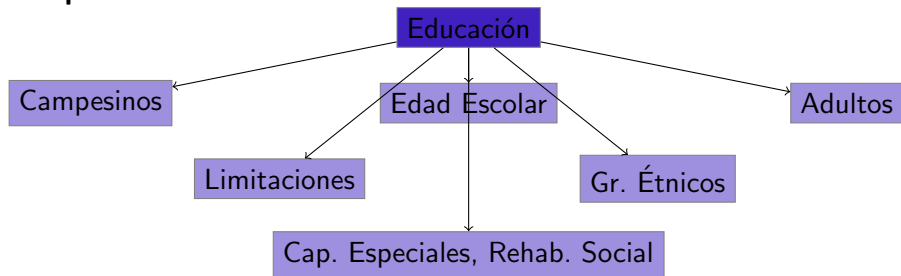 Educación
Campesinos
Edad Escolar
Adultos
Limitaciones
Gr. Étnicos
Cap. Especiales, Rehab. Social